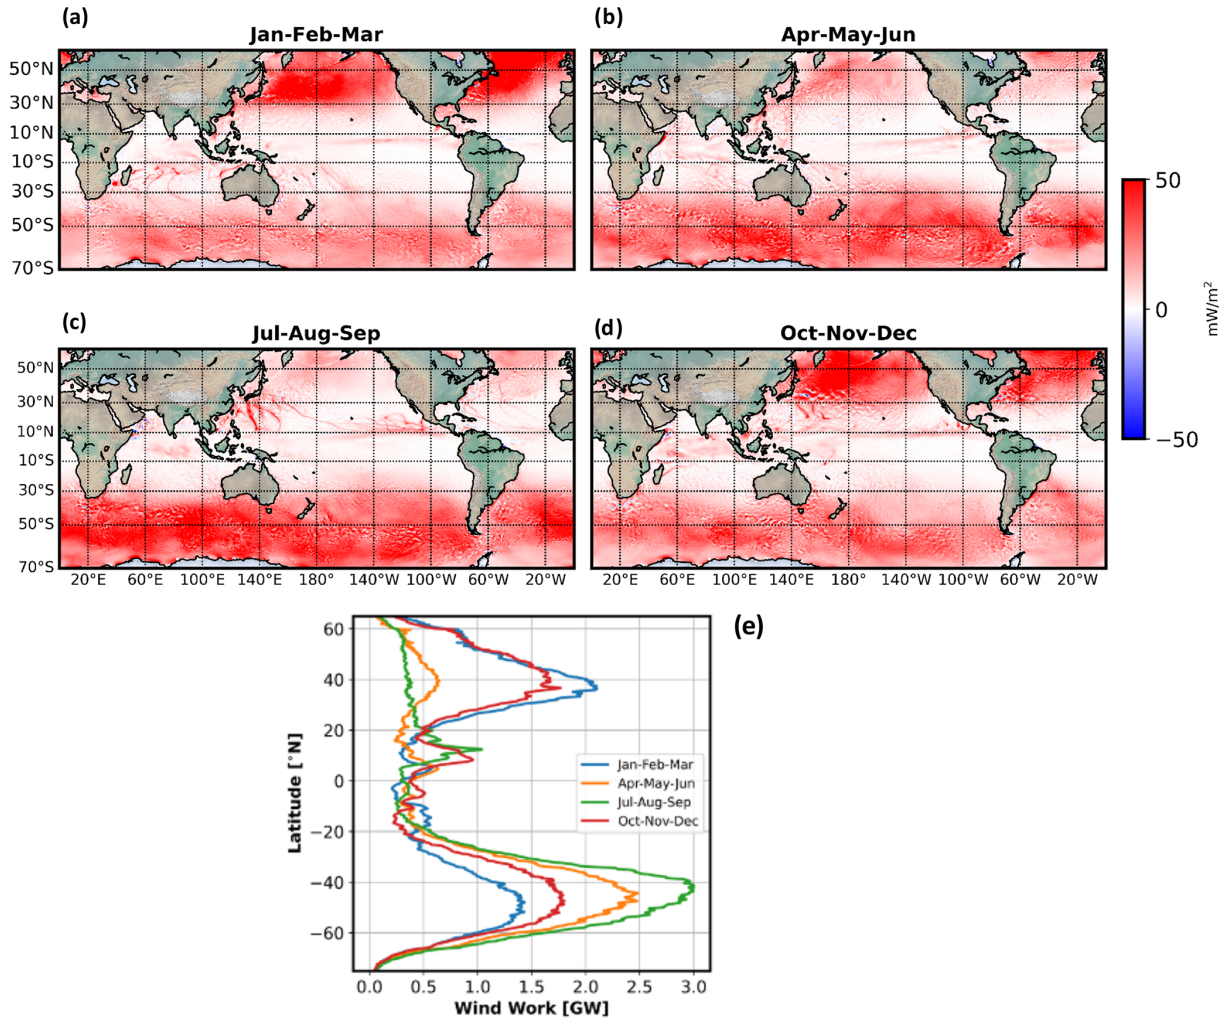 (a)
(b)
Jan-Feb-Mar
Apr-May-Jun
50°N
30°N
10°N
10°S
30°S
50°S
70°S
50
0
−50
mW/m²
(c)
(d)
Jul-Aug-Sep
Oct-Nov-Dec
50°N
30°N
10°N
10°S
30°S
50°S
70°S
20°E 60°E 100°E 140°E 180° 140°W 100°W 60°W 20°W
20°E 60°E 100°E 140°E 180° 140°W 100°W 60°W 20°W
(e)
60
40
20
0
−20
−40
−60
Latitude [°N]
Jan-Feb-Mar
Apr-May-Jun
Jul-Aug-Sep
Oct-Nov-Dec
0.0 0.5 1.0 1.5 2.0 2.5 3.0
Wind Work [GW]